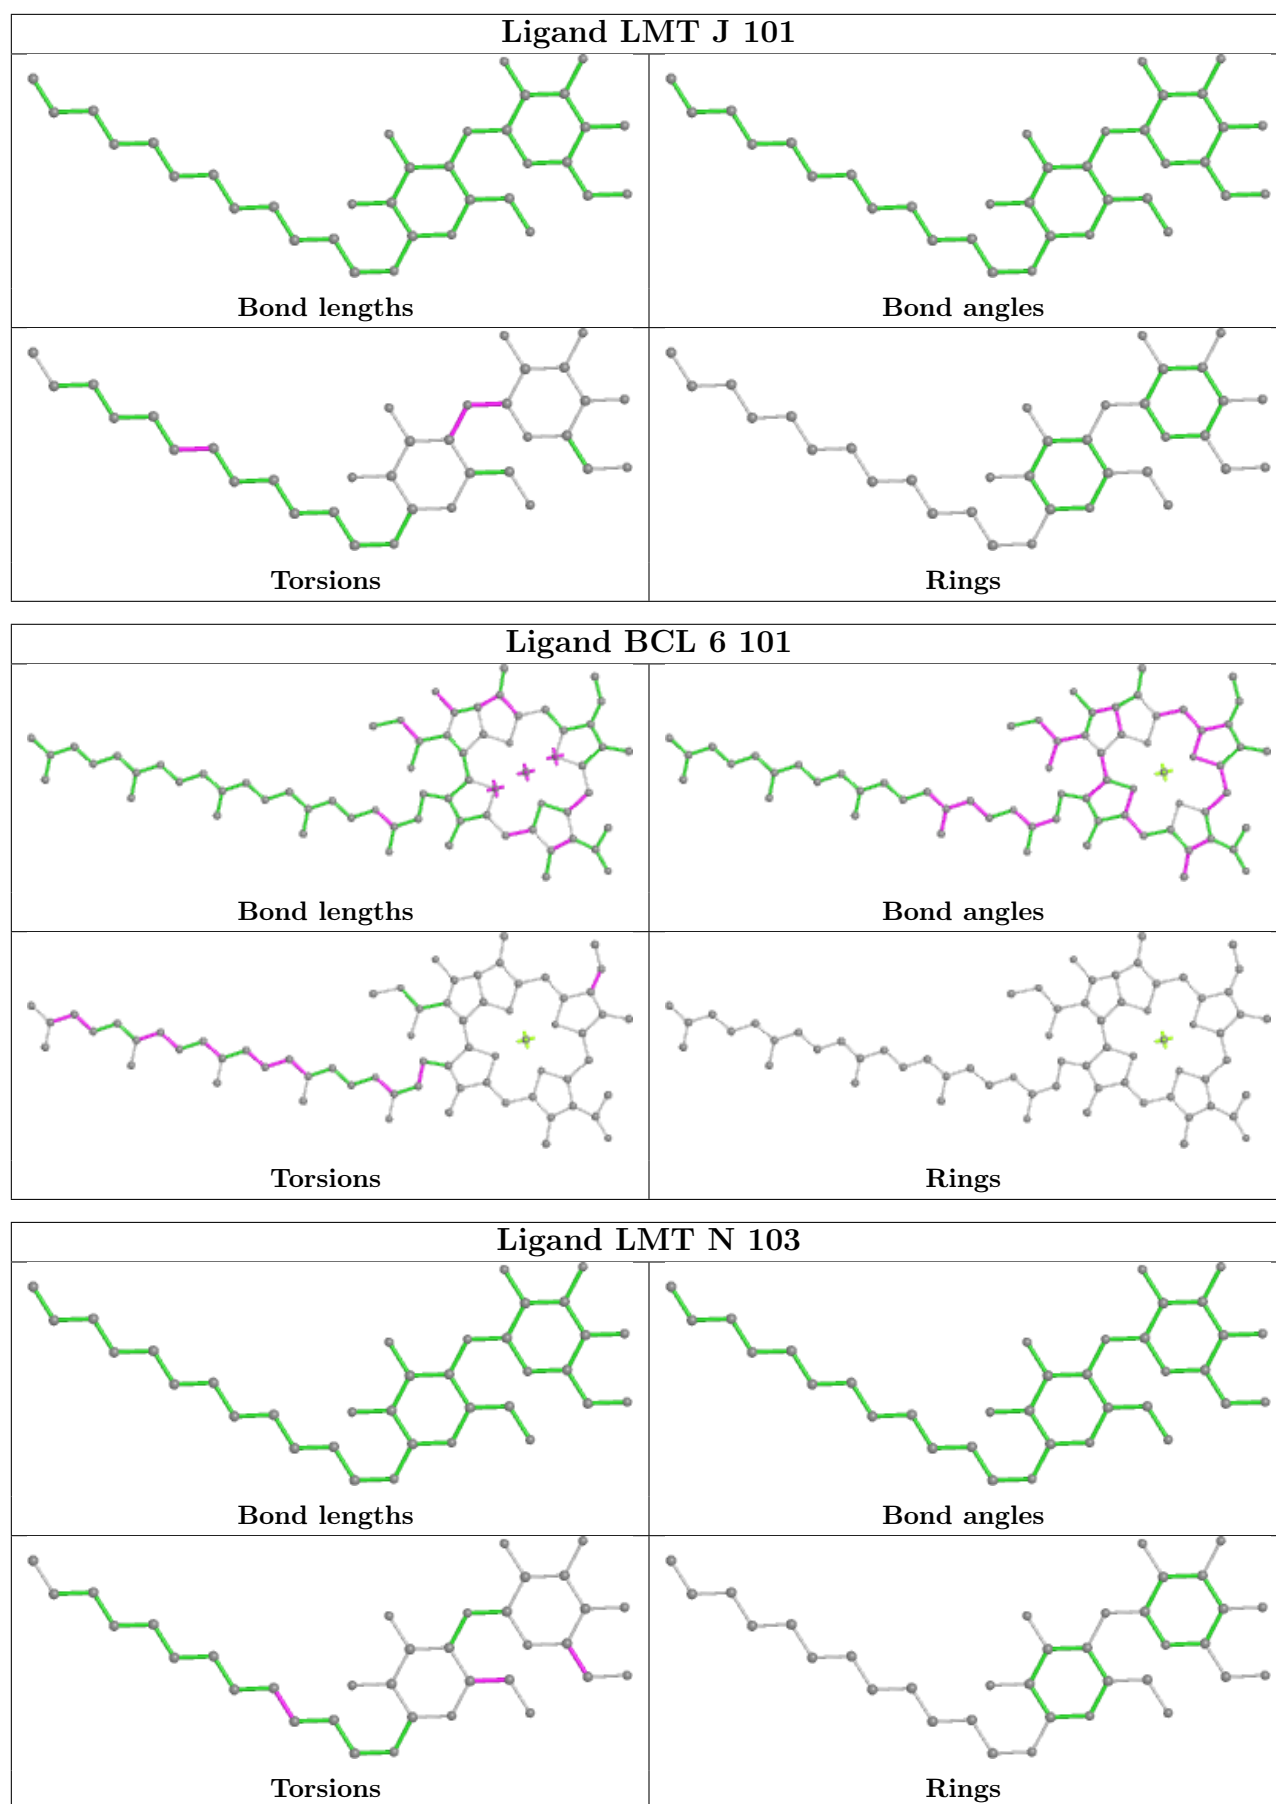 Ligand LMT J 101
Bond lengths
Bond angles
Torsions
Rings
Ligand BCL 6 101
Bond lengths
Bond angles
Torsions
Rings
Ligand LMT N 103
Bond lengths
Bond angles
Torsions
Rings